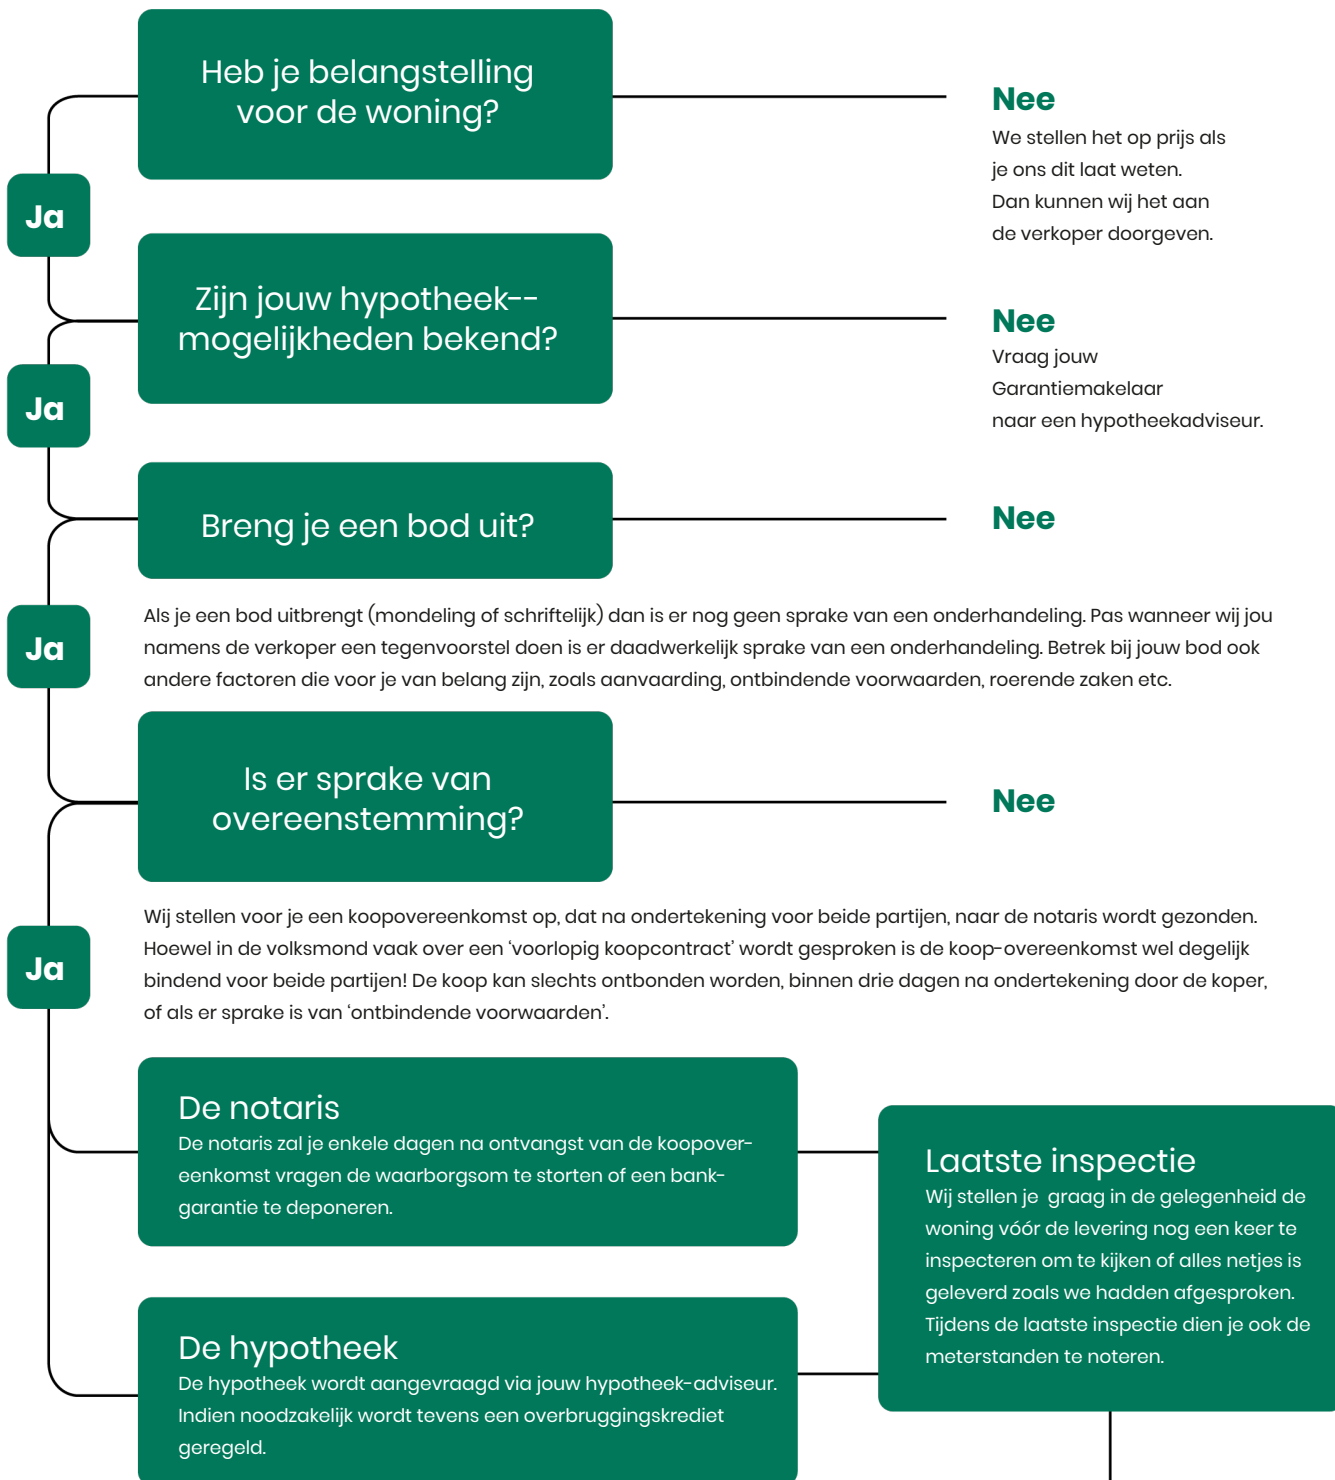 Heb je belangstelling
voor de woning?
Nee
We stellen het op prijs als
je ons dit laat weten.
Dan kunnen wij het aan
de verkoper doorgeven.
Ja
Zijn jouw hypotheek--
mogelijkheden bekend?
Nee
Vraag jouw
Garantiemakelaar
naar een hypotheekadviseur.
Ja
Breng je een bod uit?
Nee
Ja
Als je een bod uitbrengt (mondeling of schriftelijk) dan is er nog geen sprake van een onderhandeling. Pas wanneer wij jou
namens de verkoper een tegenvoorstel doen is er daadwerkelijk sprake van een onderhandeling. Betrek bij jouw bod ook
andere factoren die voor je van belang zijn, zoals aanvaarding, ontbindende voorwaarden, roerende zaken etc.
Is er sprake van
overeenstemming?
Nee
Ja
Wij stellen voor je een koopovereenkomst op, dat na ondertekening voor beide partijen, naar de notaris wordt gezonden.
Hoewel in de volksmond vaak over een ‘voorlopig koopcontract’ wordt gesproken is de koop-overeenkomst wel degelijk
bindend voor beide partijen! De koop kan slechts ontbonden worden, binnen drie dagen na ondertekening door de koper,
of als er sprake is van ‘ontbindende voorwaarden’.
De notaris
De notaris zal je enkele dagen na ontvangst van de koopover-
eenkomst vragen de waarborgsom te storten of een bank-
garantie te deponeren.
Laatste inspectie
Wij stellen je graag in de gelegenheid de
woning vóór de levering nog een keer te
inspecteren om te kijken of alles netjes is
geleverd zoals we hadden afgesproken.
Tijdens de laatste inspectie dien je ook de
meterstanden te noteren.
De hypotheek
De hypotheek wordt aangevraagd via jouw hypotheek-adviseur.
Indien noodzakelijk wordt tevens een overbruggingskrediet
geregeld.